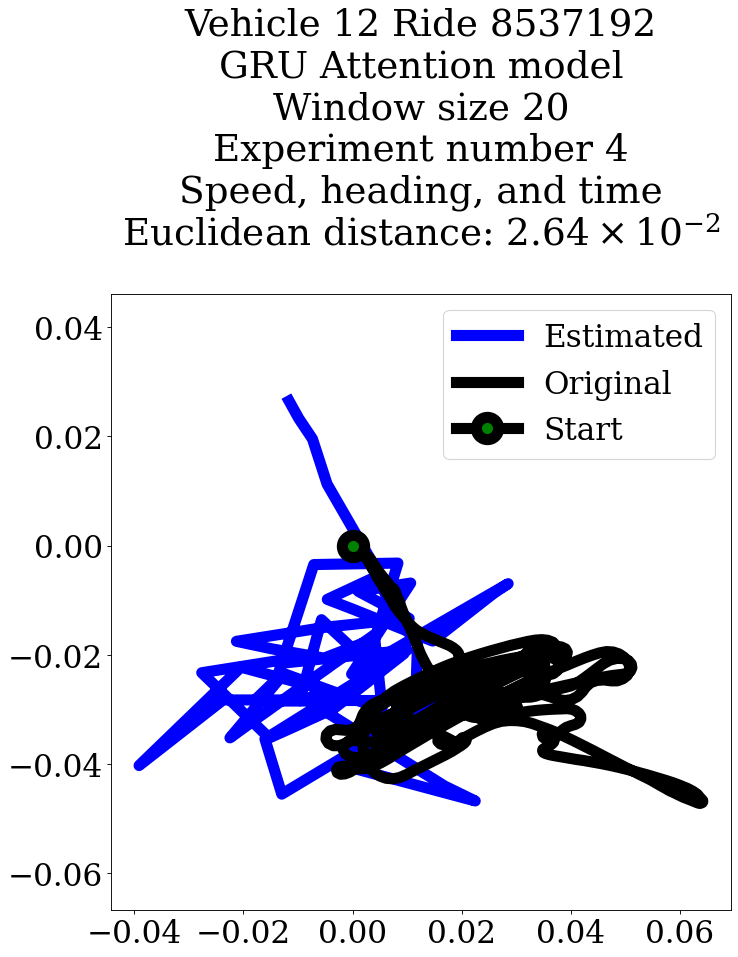 Vehicle 12 Ride 8537192
GRU Attention model
Window size 20
Experiment number 4
Speed, heading, and time
Euclidean distance: 2.64 × 10⁻²
Estimated
Original
Start
0.04
0.02
0.00
−0.02
−0.04
−0.06
−0.04 −0.02 0.00 0.02 0.04 0.06